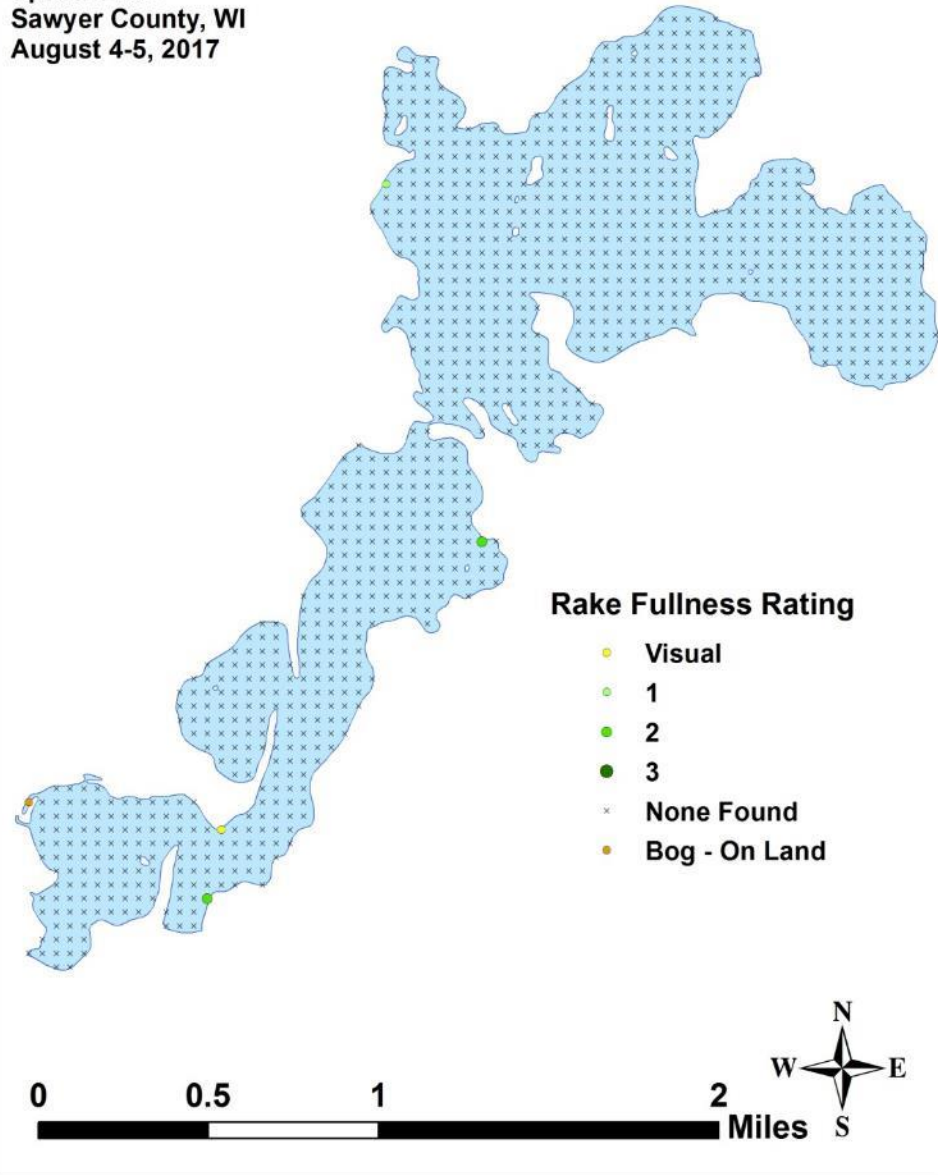 Sawyer County, WI
August 4-5, 2017
Rake Fullness Rating
Visual
1
2
3
None Found
Bog - On Land
N
W E
S
0 0.5 1 2
Miles